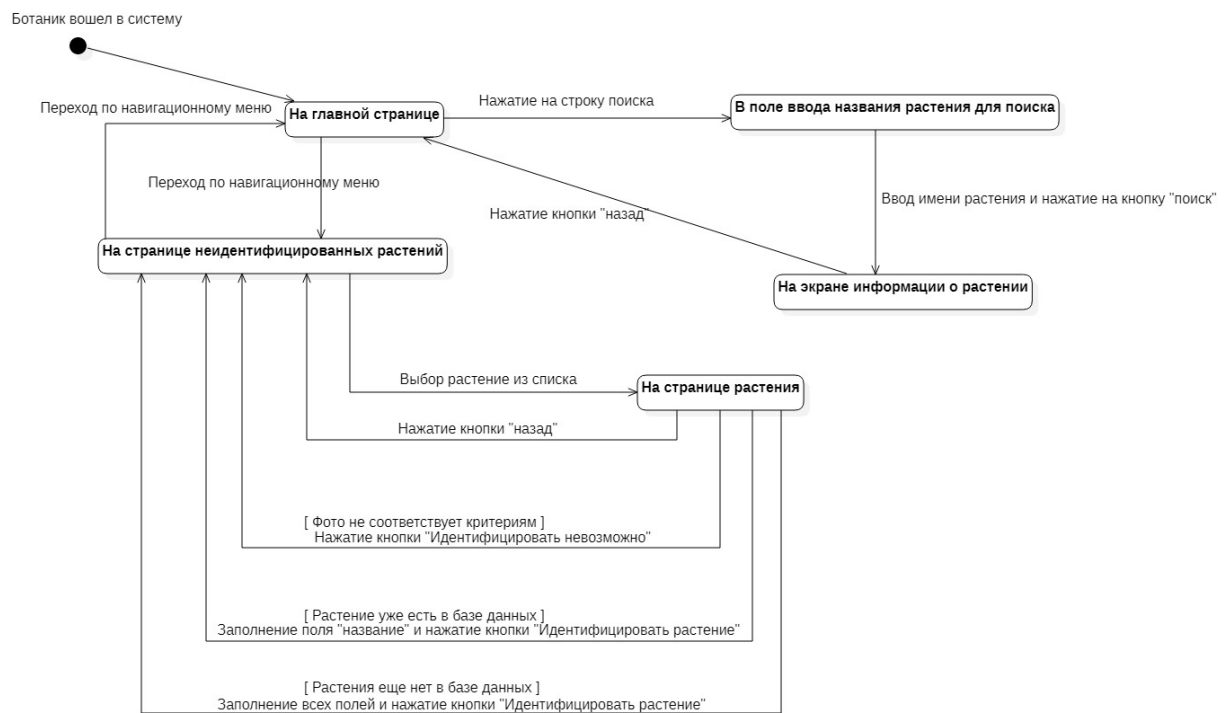 Ботаник вошел в систему
Переход по навигационному меню
На главной странице
Нажатие на строку поиска
В поле ввода названия растения для поиска
Переход по навигационному меню
Нажатие кнопки "назад"
Ввод имени растения и нажатие на кнопку "поиск"
На странице неидентифицированных растений
На экране информации о растении
Выбор растение из списка
На странице растения
Нажатие кнопки "назад"
[ Фото не соответствует критериям ]
Нажатие кнопки "Идентифицировать невозможно"
[ Растение уже есть в базе данных ]
Заполнение поля "название" и нажатие кнопки "Идентифицировать растение"
[ Растения еще нет в базе данных ]
Заполнение всех полей и нажатие кнопки "Идентифицировать растение"